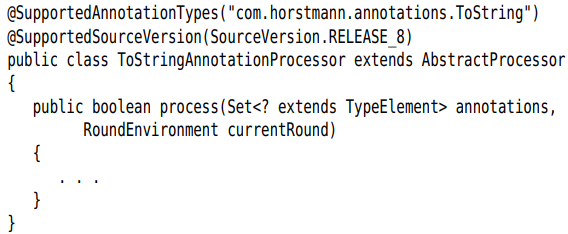 @SupportedAnnotationTypes("com.horstmann.annotations.ToString")
@SupportedSourceVersion(SourceVersion.RELEASE_8)
public class ToStringAnnotationProcessor extends AbstractProcessor
{
   public boolean process(Set<? extends TypeElement> annotations,
         RoundEnvironment currentRound)
   {
      . . .
   }
}